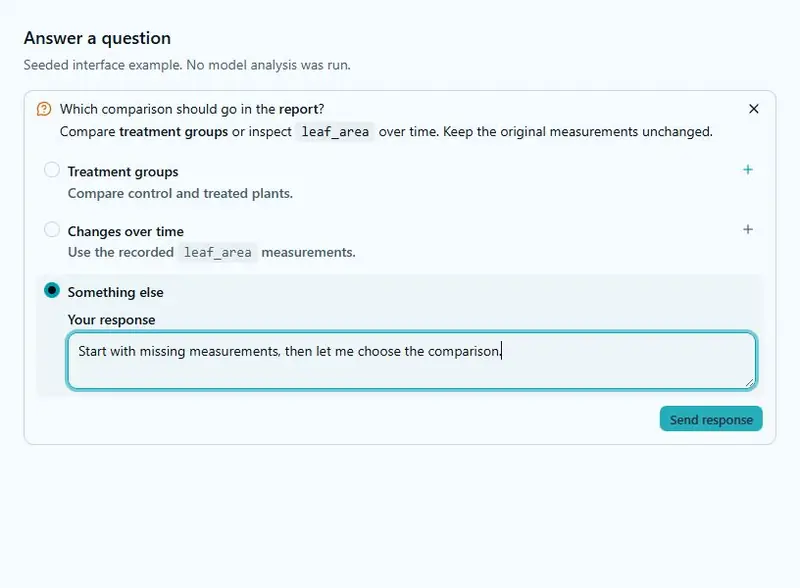 Answer a question
Seeded interface example. No model analysis was run.
Which comparison should go in the report?
Compare treatment groups or inspect leaf_area over time. Keep the original measurements unchanged.
Treatment groups
Compare control and treated plants.
Changes over time
Use the recorded leaf_area measurements.
Something else
Your response
Start with missing measurements, then let me choose the comparison.
Send response